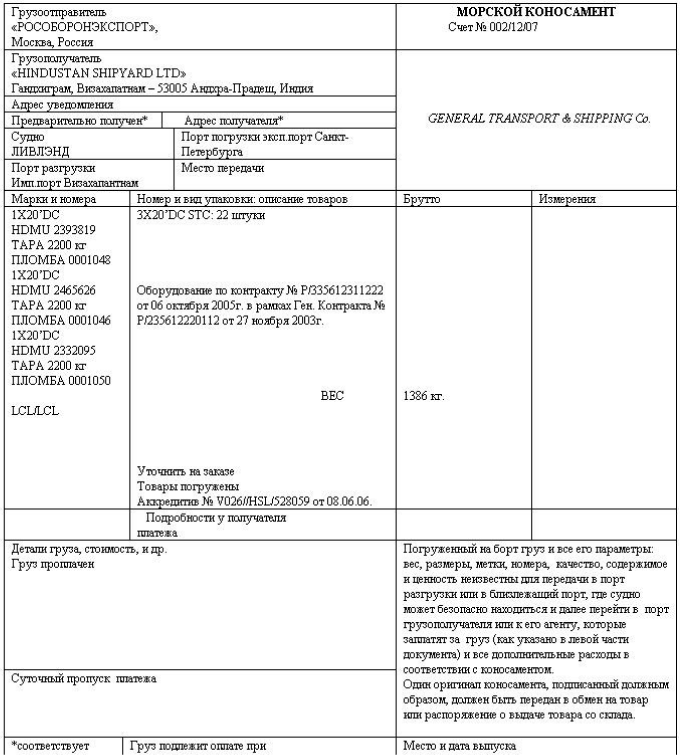 Грузоотправитель
«РОСОБОРОНЭКСПОРТ»,
Москва, Россия
МОРСКОЙ КОНОСАМЕНТ
Счет № 002/12/07
Грузополучатель
«HINDUSTAN SHIPYARD LTD»
Гандхиграм, Визахапатнам – 53005 Андхра-Прадеш, Индия
GENERAL TRANSPORT & SHIPPING Co.
Адрес уведомления
Предварительно получен*
Адрес получателя*
Судно
ЛИВЛЭНД
Порт погрузки эксп.порт Санкт-
Петербурга
Порт разгрузки
Имп.порт Визахапантнам
Место передачи
Марки и номера
Номер и вид упаковки: описание товаров
Брутто
Измерения
1X20’DC
HDMU 2393819
ТАРА 2200 кг
ПЛОМБА 0001048
1X20’DC
HDMU 2465626
ТАРА 2200 кг
ПЛОМБА 0001046
1X20’DC
HDMU 2332095
ТАРА 2200 кг
ПЛОМБА 0001050
LCL/LCL
3X20’DC STC: 22 штуки
Оборудование по контракту № P/335612311222
от 06 октября 2005г. в рамках Ген. Контракта №
P/235612220112 от 27 ноября 2003г.
ВЕС
1386 кг.
Уточнить на заказе
Товары погружены
Аккредитив № V026//HSL/528059 от 08.06.06.
Подробности у получателя
платежа
Детали груза, стоимость, и др.
Груз проплачен
Погруженный на борт груз и все его параметры:
вес, размеры, метки, номера, качество, содержимое
и ценность неизвестны для передачи в порт
разгрузки или в близлежащий порт, где судно
может безопасно находиться и далее перейти в порт
грузополучателя или к его агенту, которые
заплатят за груз (как указано в левой части
документа) и все дополнительные расходы в
соответствии с коносаментом.
Один оригинал коносамента, подписанный должным
образом, должен быть передан в обмен на товар
или распоряжение о выдаче товара со склада.
Суточный пропуск платежа
*соответствует
Груз подлежит оплате при
Место и дата выпуска